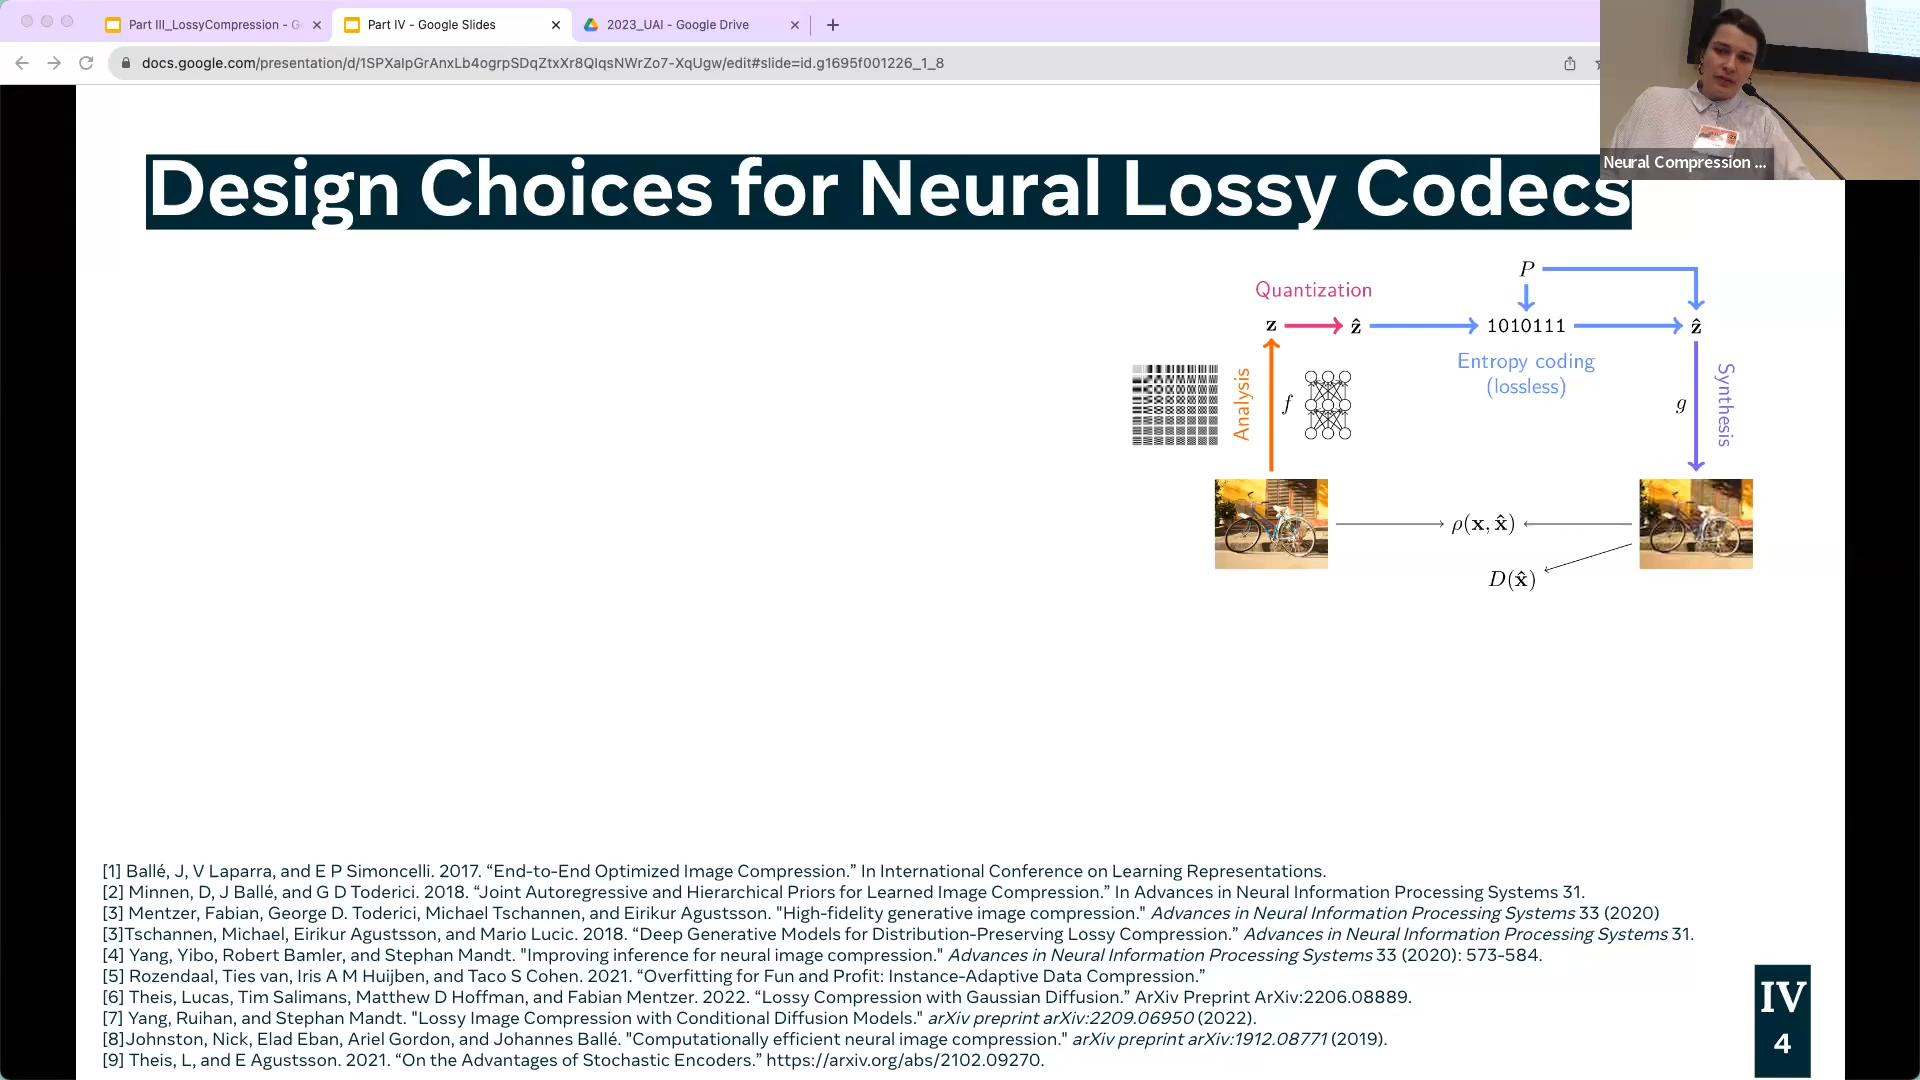 Part III_LossyCompression - G
Part IV - Google Slides
2023_UAI - Google Drive
docs.google.com/presentation/d/1SPXalpGrAnxLb4ogrpSDqZtxXr8QIqsNWrZo7-XqUgw/edit#slide=id.g1695f001226_1_8
Neural Compression ...
Design Choices for Neural Lossy Codecs
P
Quantization
z
ẑ
1010111
ẑ
Entropy coding
(lossless)
Analysis
f
g
Synthesis
ρ(x, x̂)
D(x̂)
[1] Ballé, J, V Laparra, and E P Simoncelli. 2017. “End-to-End Optimized Image Compression.” In International Conference on Learning Representations.
[2] Minnen, D, J Ballé, and G D Toderici. 2018. “Joint Autoregressive and Hierarchical Priors for Learned Image Compression.” In Advances in Neural Information Processing Systems 31.
[3] Mentzer, Fabian, George D. Toderici, Michael Tschannen, and Eirikur Agustsson. "High-fidelity generative image compression." Advances in Neural Information Processing Systems 33 (2020)
[3]Tschannen, Michael, Eirikur Agustsson, and Mario Lucic. 2018. “Deep Generative Models for Distribution-Preserving Lossy Compression.” Advances in Neural Information Processing Systems 31.
[4] Yang, Yibo, Robert Bamler, and Stephan Mandt. "Improving inference for neural image compression." Advances in Neural Information Processing Systems 33 (2020): 573-584.
[5] Rozendaal, Ties van, Iris A M Huijben, and Taco S Cohen. 2021. “Overfitting for Fun and Profit: Instance-Adaptive Data Compression.”
[6] Theis, Lucas, Tim Salimans, Matthew D Hoffman, and Fabian Mentzer. 2022. “Lossy Compression with Gaussian Diffusion.” ArXiv Preprint ArXiv:2206.08889.
[7] Yang, Ruihan, and Stephan Mandt. "Lossy Image Compression with Conditional Diffusion Models." arXiv preprint arXiv:2209.06950 (2022).
[8]Johnston, Nick, Elad Eban, Ariel Gordon, and Johannes Ballé. "Computationally efficient neural image compression." arXiv preprint arXiv:1912.08771 (2019).
[9] Theis, L, and E Agustsson. 2021. “On the Advantages of Stochastic Encoders.” https://arxiv.org/abs/2102.09270.
IV
4